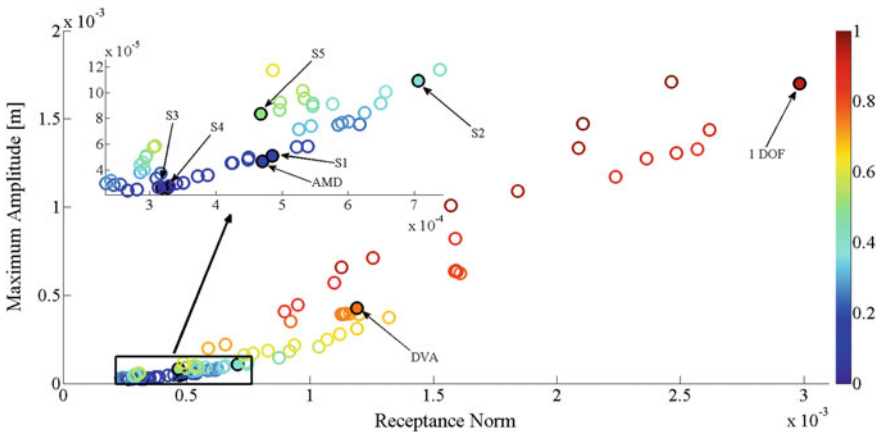 x 10⁻³
2
1.5
1
0.5
0
Maximum Amplitude [m]
x 10⁻⁵
12
10
8
6
4
3
4
5
6
7
x 10⁻⁴
S5
S3
S4
S2
S1
AMD
1 DOF
DVA
0
0.5
1
1.5
2
2.5
3
x 10⁻³
Receptance Norm
1
0.8
0.6
0.4
0.2
0